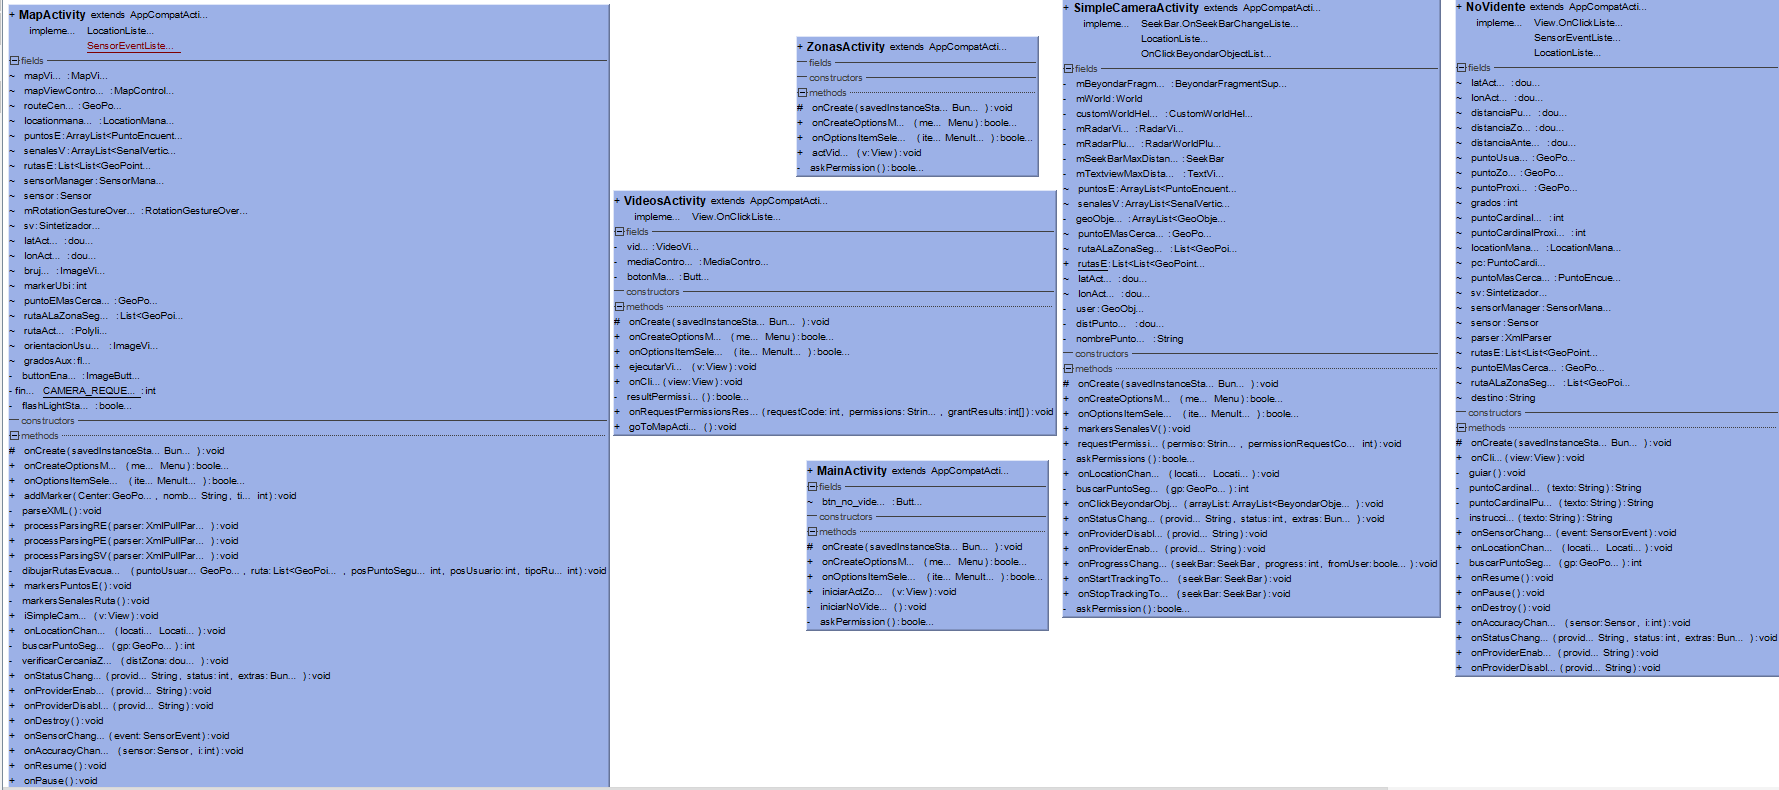 + MapActivity extends AppCompatActi...
impleme... LocationListe...
SensorEventListe...
fields
~ mapVi... : MapVi...
~ mapViewContro... : MapControl...
~ routeCen... : GeoPo...
~ locationmana... : LocationMana...
~ puntosE : ArrayList<PuntoEncuent...
~ senalesV : ArrayList<SenalVertic...
~ rutasE : List<List<GeoPoint...
~ sensorManager : SensorMana...
~ sensor : Sensor
~ mRotationGestureOver... : RotationGestureOver...
~ sv : Sintetizador...
~ latAct... : dou...
~ lonAct... : dou...
~ bruj... : ImageVi...
~ markerUbi : int
~ puntoEMasCerca... : GeoPo...
~ rutaALaZonaSeg... : List<GeoPoi...
~ rutaAct... : Polyli...
~ orientacionUsu... : ImageVi...
~ gradosAux : fl...
- buttonEna... : ImageButt...
- fin... CAMERA_REQUE... : int
- flashLightSta... : boole...
constructors
methods
# onCreate ( savedInstanceSta... Bun... ) : void
+ onCreateOptionsM... ( me... Menu ) : boole...
+ onOptionsItemSele... ( ite... MenuIt... ) : boole...
+ addMarker ( Center : GeoPo... , nomb... String , ti... int ) : void
- parseXML ( ) : void
+ processParsingRE ( parser : XmlPullPar... ) : void
+ processParsingPE ( parser : XmlPullPar... ) : void
+ processParsingSV ( parser : XmlPullPar... ) : void
- dibujarRutasEvacua... ( puntoUsuar... GeoPo... , ruta : List<GeoPoi... , posPuntoSegu... int , posUsuario : int , tipoRu... int ) : void
+ markersPuntosE ( ) : void
- markersSenalesRuta ( ) : void
+ iSimpleCam... ( v : View ) : void
+ onLocationChan... ( locati... Locati... ) : void
- buscarPuntoSeg... ( gp : GeoPo... ) : int
- verificarCercaniaZ... ( distZona : dou... ) : void
+ onStatusChang... ( provid... String , status : int , extras : Bun... ) : void
+ onProviderEnab... ( provid... String ) : void
+ onProviderDisabl... ( provid... String ) : void
+ onDestroy ( ) : void
+ onSensorChang... ( event : SensorEvent ) : void
+ onAccuracyChan... ( sensor : Sensor , i : int ) : void
+ onResume ( ) : void
+ onPause ( ) : void
+ ZonasActivity extends AppCompatActi...
fields
constructors
methods
# onCreate ( savedInstanceSta... Bun... ) : void
+ onCreateOptionsM... ( me... Menu ) : boole...
+ onOptionsItemSele... ( ite... MenuIt... ) : boole...
+ actVid... ( v : View ) : void
- askPermission ( ) : boole...
+ VideosActivity extends AppCompatActi...
impleme... View.OnClickListe...
fields
- vid... : VideoVi...
- mediaContro... : MediaContro...
- botonMa... : Butt...
constructors
methods
# onCreate ( savedInstanceSta... Bun... ) : void
+ onCreateOptionsM... ( me... Menu ) : boole...
+ onOptionsItemSele... ( ite... MenuIt... ) : boole...
+ ejecutarVi... ( v : View ) : void
+ onCli... ( view : View ) : void
- resultPermissi... ( ) : boole...
+ onRequestPermissionsRes... ( requestCode : int , permissions : Strin... , grantResults : int[] ) : void
+ goToMapActi... ( ) : void
+ MainActivity extends AppCompatActi...
fields
~ btn_no_vide... : Butt...
constructors
methods
# onCreate ( savedInstanceSta... Bun... ) : void
+ onCreateOptionsM... ( me... Menu ) : boole...
+ onOptionsItemSele... ( ite... MenuIt... ) : boole...
+ iniciarActZo... ( v : View ) : void
- iniciarNoVide... ( ) : void
- askPermission ( ) : boole...
+ SimpleCameraActivity extends AppCompatActi...
impleme... SeekBar.OnSeekBarChangeListe...
LocationListe...
OnClickBeyondarObjectList...
fields
- mBeyondarFragm... : BeyondarFragmentSup...
- mWorld : World
- customWorldHel... : CustomWorldHel...
- mRadarVi... : RadarVi...
- mRadarPlu... : RadarWorldPlu...
- mSeekBarMaxDistan... : SeekBar
- mTextviewMaxDista... : TextVi...
~ puntosE : ArrayList<PuntoEncuent...
~ senalesV : ArrayList<SenalVertic...
- geoObje... : ArrayList<GeoObje...
~ puntoEMasCerca... : GeoPo...
~ rutaALaZonaSeg... : List<GeoPoi...
+ rutasE : List<List<GeoPoint...
~ latAct... : dou...
~ lonAct... : dou...
- user : GeoObj...
- distPunto... : dou...
- nombrePunto... : String
constructors
methods
# onCreate ( savedInstanceSta... Bun... ) : void
+ onCreateOptionsM... ( me... Menu ) : boole...
+ onOptionsItemSele... ( ite... MenuIt... ) : boole...
+ markersSenalesV ( ) : void
+ requestPermissi... ( permiso : Strin... , permissionRequestCo... int ) : void
- askPermissions ( ) : boole...
+ onLocationChan... ( locati... Locati... ) : void
- buscarPuntoSeg... ( gp : GeoPo... ) : int
+ onClickBeyondarObj... ( arrayList : ArrayList<BeyondarObje... ) : void
+ onStatusChang... ( provid... String , status : int , extras : Bun... ) : void
+ onProviderDisabl... ( provid... String ) : void
+ onProviderEnab... ( provid... String ) : void
+ onProgressChang... ( seekBar : SeekBar , progress : int , fromUser : boole... ) : void
+ onStartTrackingTo... ( seekBar : SeekBar ) : void
+ onStopTrackingTo... ( seekBar : SeekBar ) : void
- askPermission ( ) : boole...
+ NoVidente extends AppCompatActi...
impleme... View.OnClickListe...
SensorEventListe...
LocationListe...
fields
~ latAct... : dou...
~ lonAct... : dou...
~ distanciaPu... : dou...
~ distanciaZo... : dou...
~ distanciaAnte... : dou...
~ puntoUsua... : GeoPo...
~ puntoZo... : GeoPo...
~ puntoProxi... : GeoPo...
~ grados : int
~ puntoCardinal... : int
~ puntoCardinalProxi... : int
~ locationMana... : LocationMana...
~ pc : PuntoCardi...
~ puntoMasCerca... : PuntoEncue...
~ sv : Sintetizador...
~ sensorManager : SensorMana...
~ sensor : Sensor
~ parser : XmlParser
~ rutasE : List<List<GeoPoint...
~ puntoEMasCerca... : GeoPo...
~ rutaALaZonaSeg... : List<GeoPoi...
~ destino : String
constructors
methods
# onCreate ( savedInstanceSta... Bun... ) : void
+ onCli... ( view : View ) : void
- guiar ( ) : void
- puntoCardinal... ( texto : String ) : String
- puntoCardinalPu... ( texto : String ) : String
- instrucci... ( texto : String ) : String
+ onSensorChang... ( event : SensorEvent ) : void
+ onLocationChan... ( locati... Locati... ) : void
- buscarPuntoSeg... ( gp : GeoPo... ) : int
+ onResume ( ) : void
+ onPause ( ) : void
+ onDestroy ( ) : void
+ onAccuracyChan... ( sensor : Sensor , i : int ) : void
+ onStatusChang... ( provid... String , status : int , extras : Bun... ) : void
+ onProviderEnab... ( provid... String ) : void
+ onProviderDisabl... ( provid... String ) : void